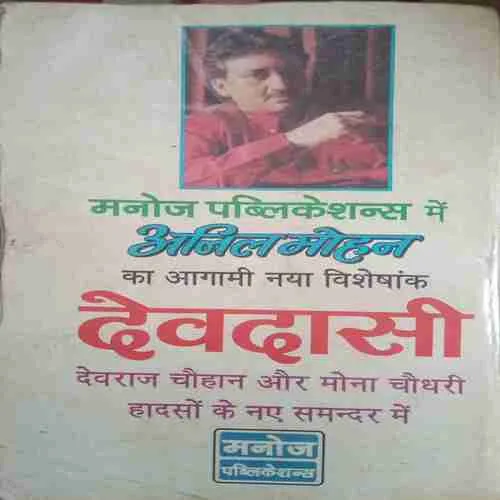 मनोज पब्लिकेशन्स में
अनिल मोहन
का आगामी नया विशेषांक
देवदासी
देवराज चौहान और मोना चौधरी
हादसों के नए समन्दर में
मनोज
पब्लिकेशन्स